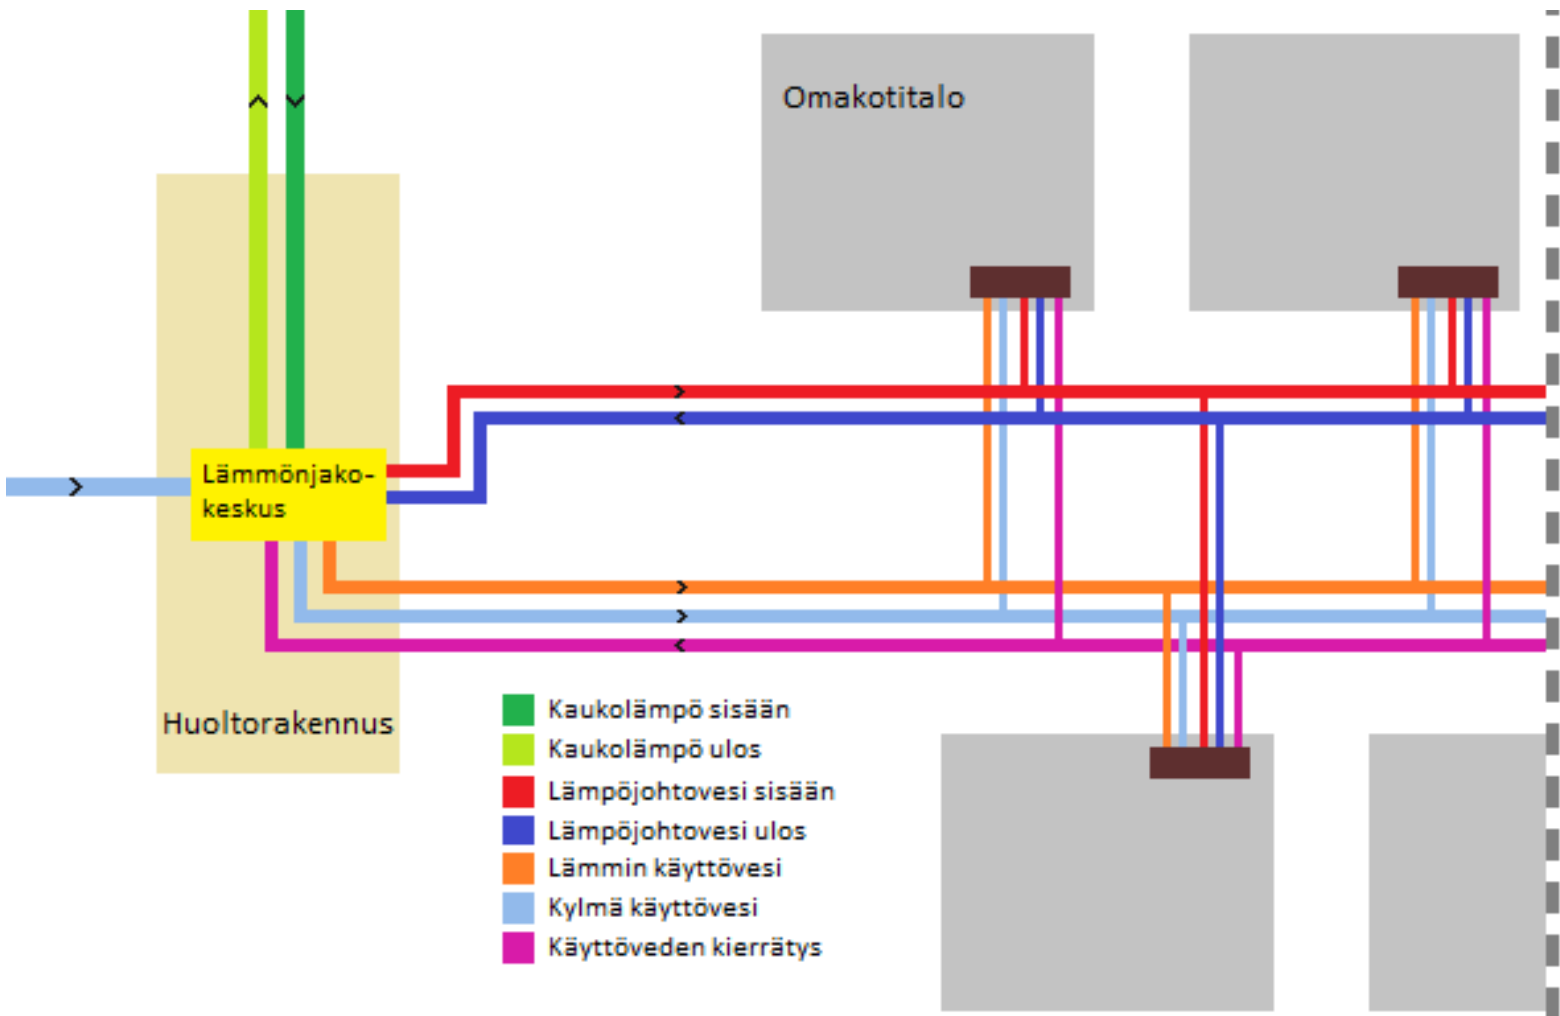 Omakotitalo
Lämmönjako-
keskus
Huoltorakennus
Kaukolämpö sisään
Kaukolämpö ulos
Lämpöjohtovesi sisään
Lämpöjohtovesi ulos
Lämmin käyttövesi
Kylmä käyttövesi
Käyttöveden kierrätys